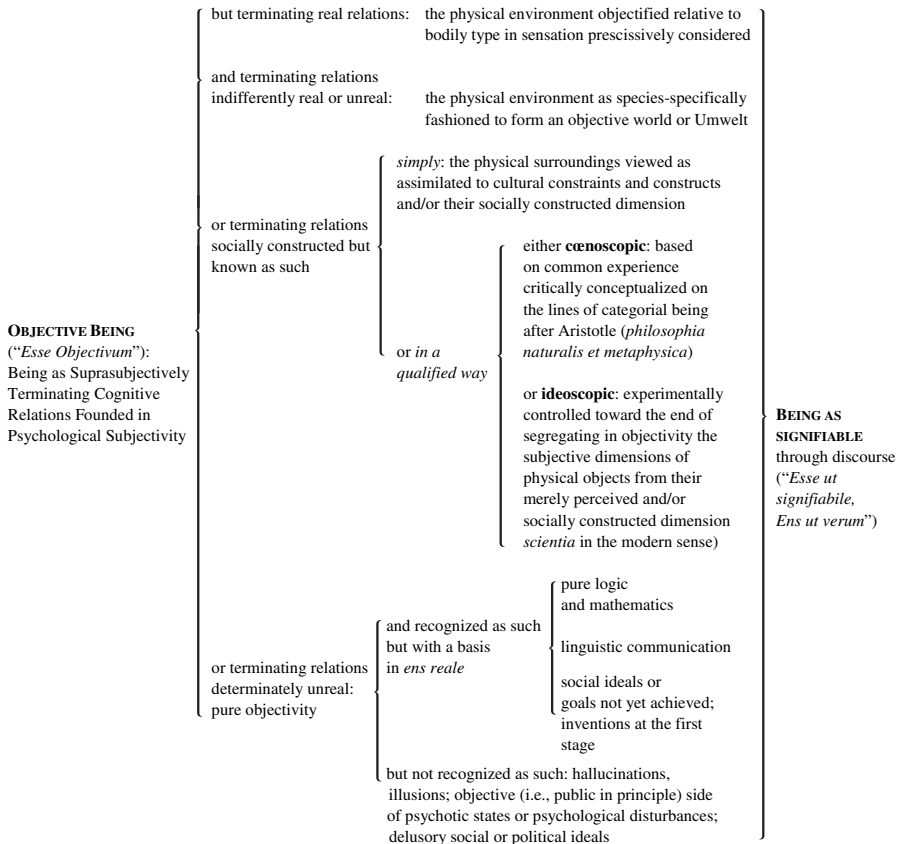 but terminating real relations:
the physical environment objectified relative to
bodily type in sensation prescissively considered
and terminating relations
indifferently real or unreal:
the physical environment as species-specifically
fashioned to form an objective world or Umwelt
simply: the physical surroundings viewed as
assimilated to cultural constraints and constructs
and/or their socially constructed dimension
or terminating relations
socially constructed but
known as such
either cœnoscopic: based
on common experience
critically conceptualized on
the lines of categorial being
after Aristotle (philosophia
naturalis et metaphysica)
or in a
qualified way
or ideoscopic: experimentally
controlled toward the end of
segregating in objectivity the
subjective dimensions of
physical objects from their
merely perceived and/or
socially constructed dimension
scientia in the modern sense)
OBJECTIVE BEING
(“Esse Objectivum”):
Being as Suprasubjectively
Terminating Cognitive
Relations Founded in
Psychological Subjectivity
BEING AS
SIGNIFIABLE
through discourse
(“Esse ut
signifiabile,
Ens ut verum”)
or terminating relations
determinately unreal:
pure objectivity
and recognized as such
but with a basis
in ens reale
pure logic
and mathematics
linguistic communication
social ideals or
goals not yet achieved;
inventions at the first
stage
but not recognized as such: hallucinations,
illusions; objective (i.e., public in principle) side
of psychotic states or psychological disturbances;
delusory social or political ideals